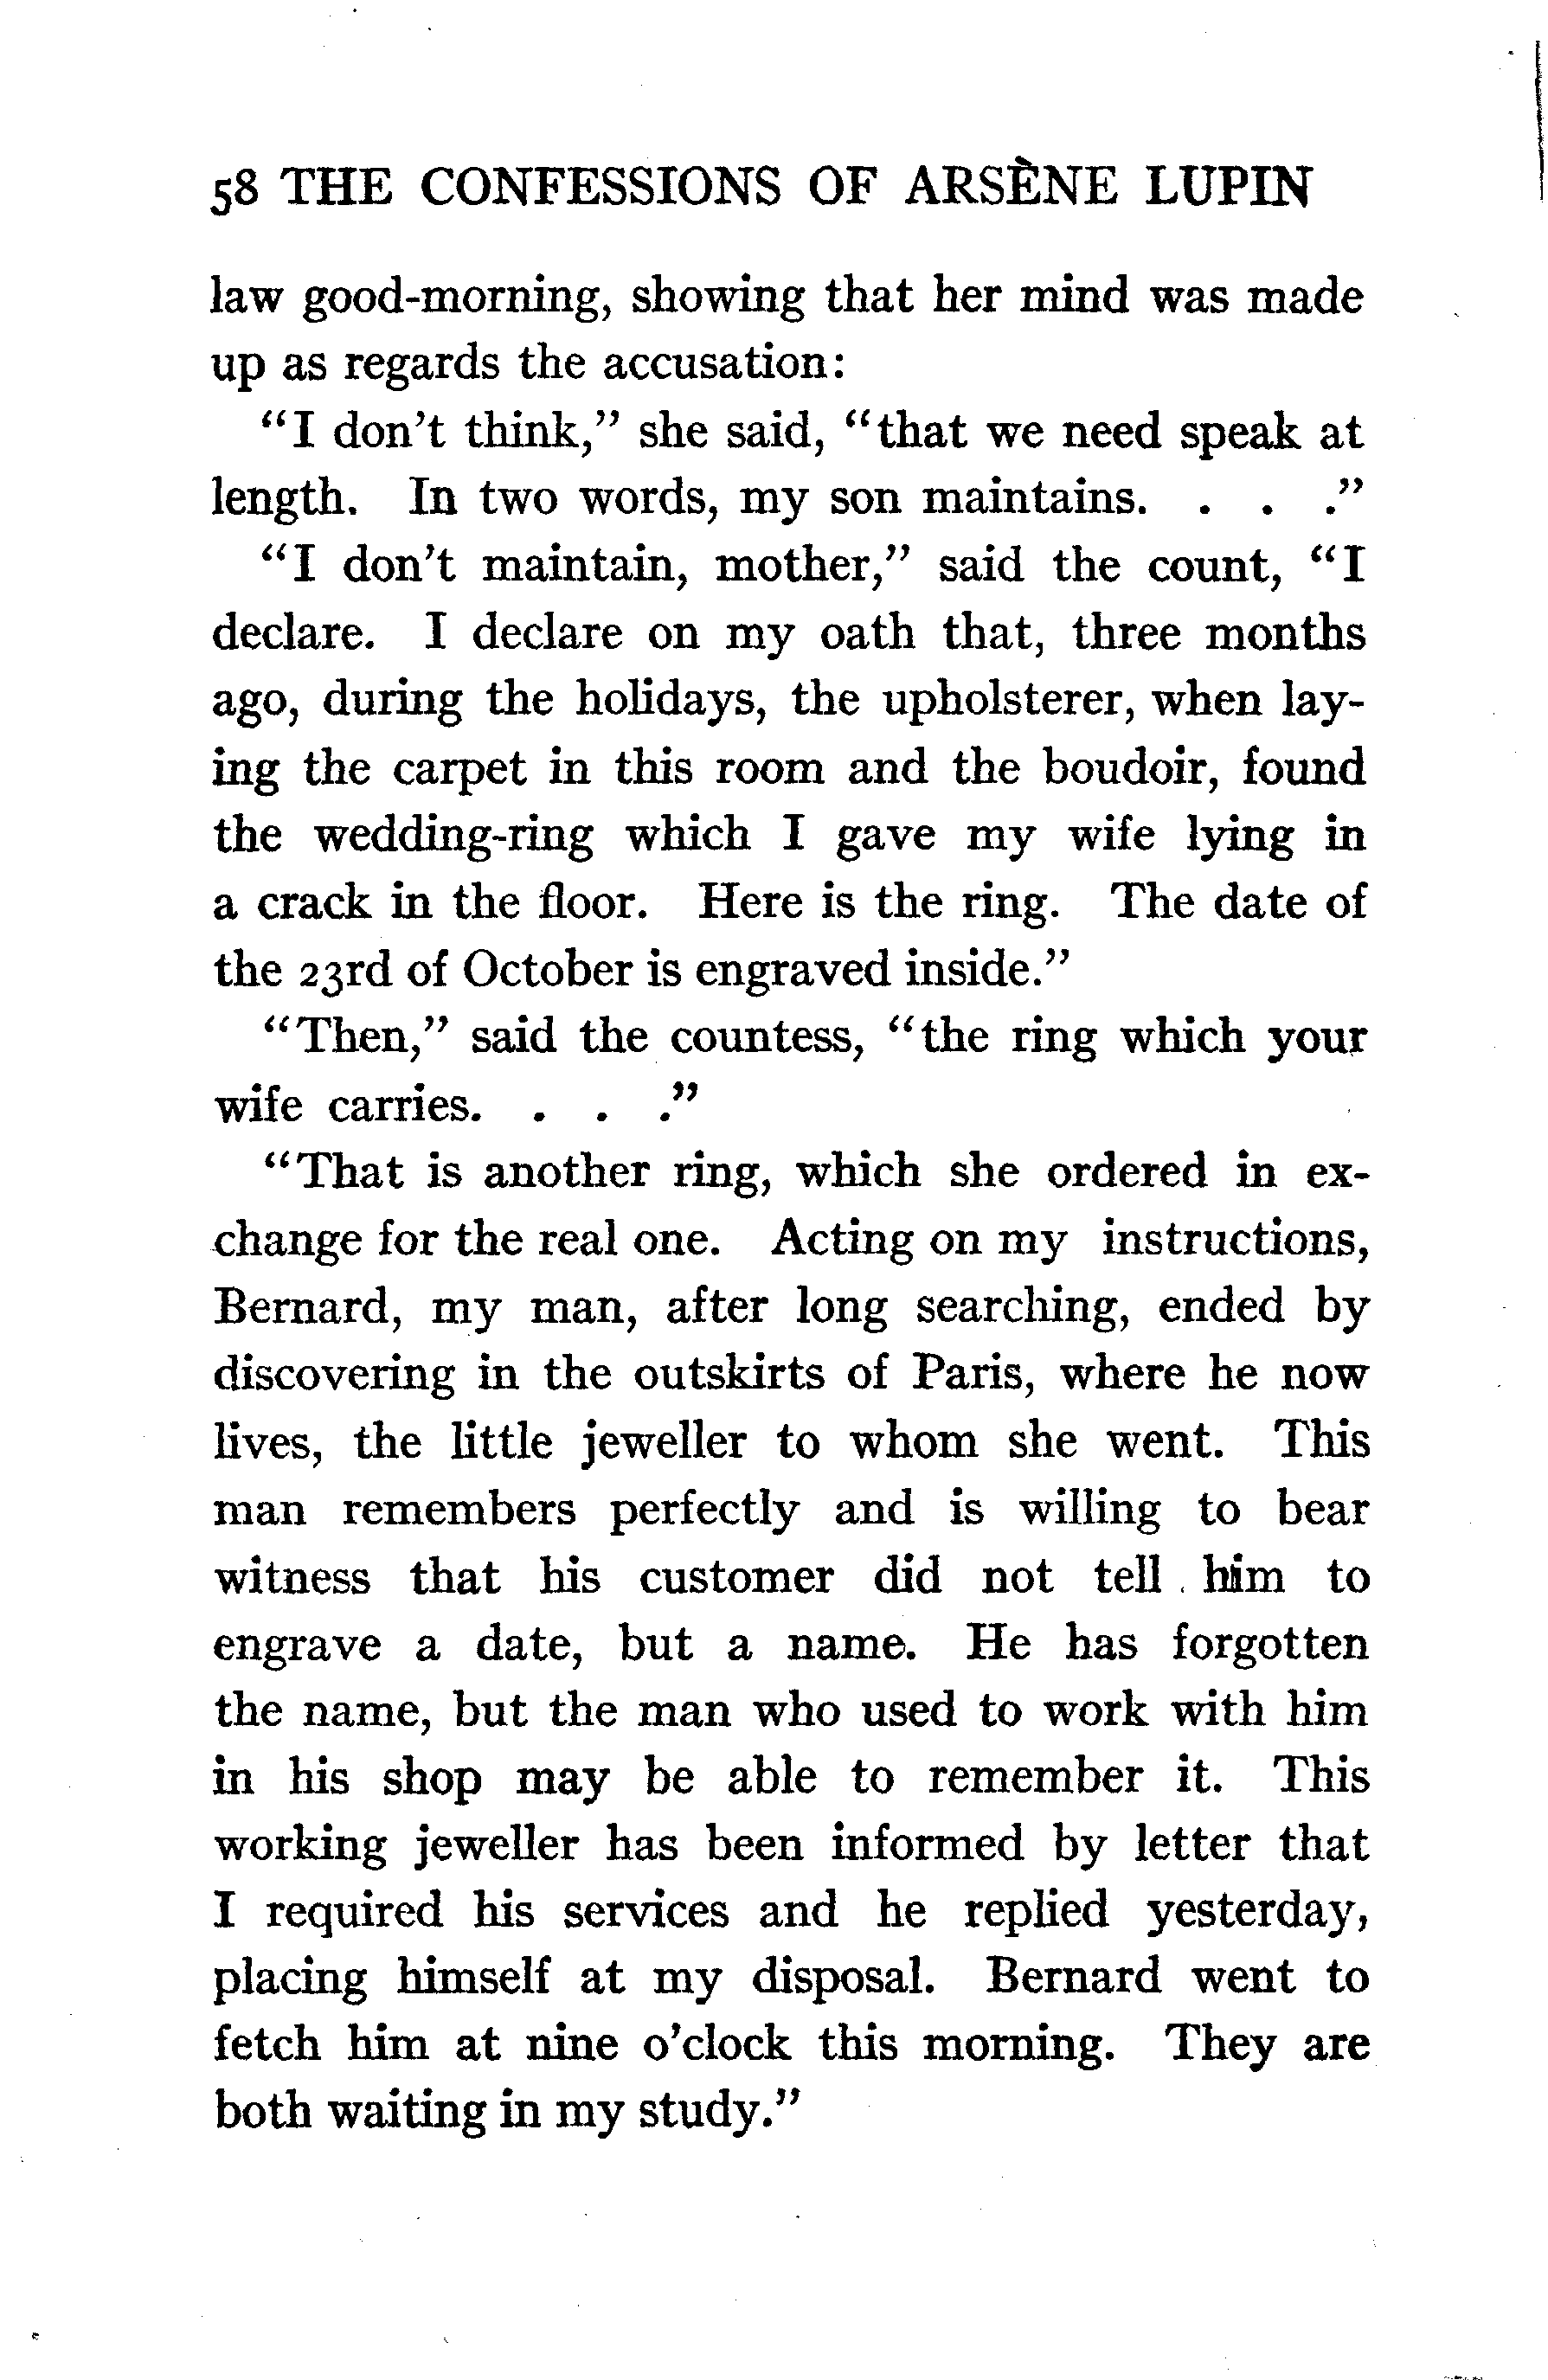 58 THE CONFESSIONS OF ARSÈNE LUPIN
law good-morning, showing that her mind was made
up as regards the accusation:
"I don't think," she said, "that we need speak at
length. In two words, my son maintains. . . ."
"I don't maintain, mother," said the count, "I
declare. I declare on my oath that, three months
ago, during the holidays, the upholsterer, when lay-
ing the carpet in this room and the boudoir, found
the wedding-ring which I gave my wife lying in
a crack in the floor. Here is the ring. The date of
the 23rd of October is engraved inside."
"Then," said the countess, "the ring which your
wife carries. . . ."
"That is another ring, which she ordered in ex-
change for the real one. Acting on my instructions,
Bernard, my man, after long searching, ended by
discovering in the outskirts of Paris, where he now
lives, the little jeweller to whom she went. This
man remembers perfectly and is willing to bear
witness that his customer did not tell him to
engrave a date, but a name. He has forgotten
the name, but the man who used to work with him
in his shop may be able to remember it. This
working jeweller has been informed by letter that
I required his services and he replied yesterday,
placing himself at my disposal. Bernard went to
fetch him at nine o'clock this morning. They are
both waiting in my study."